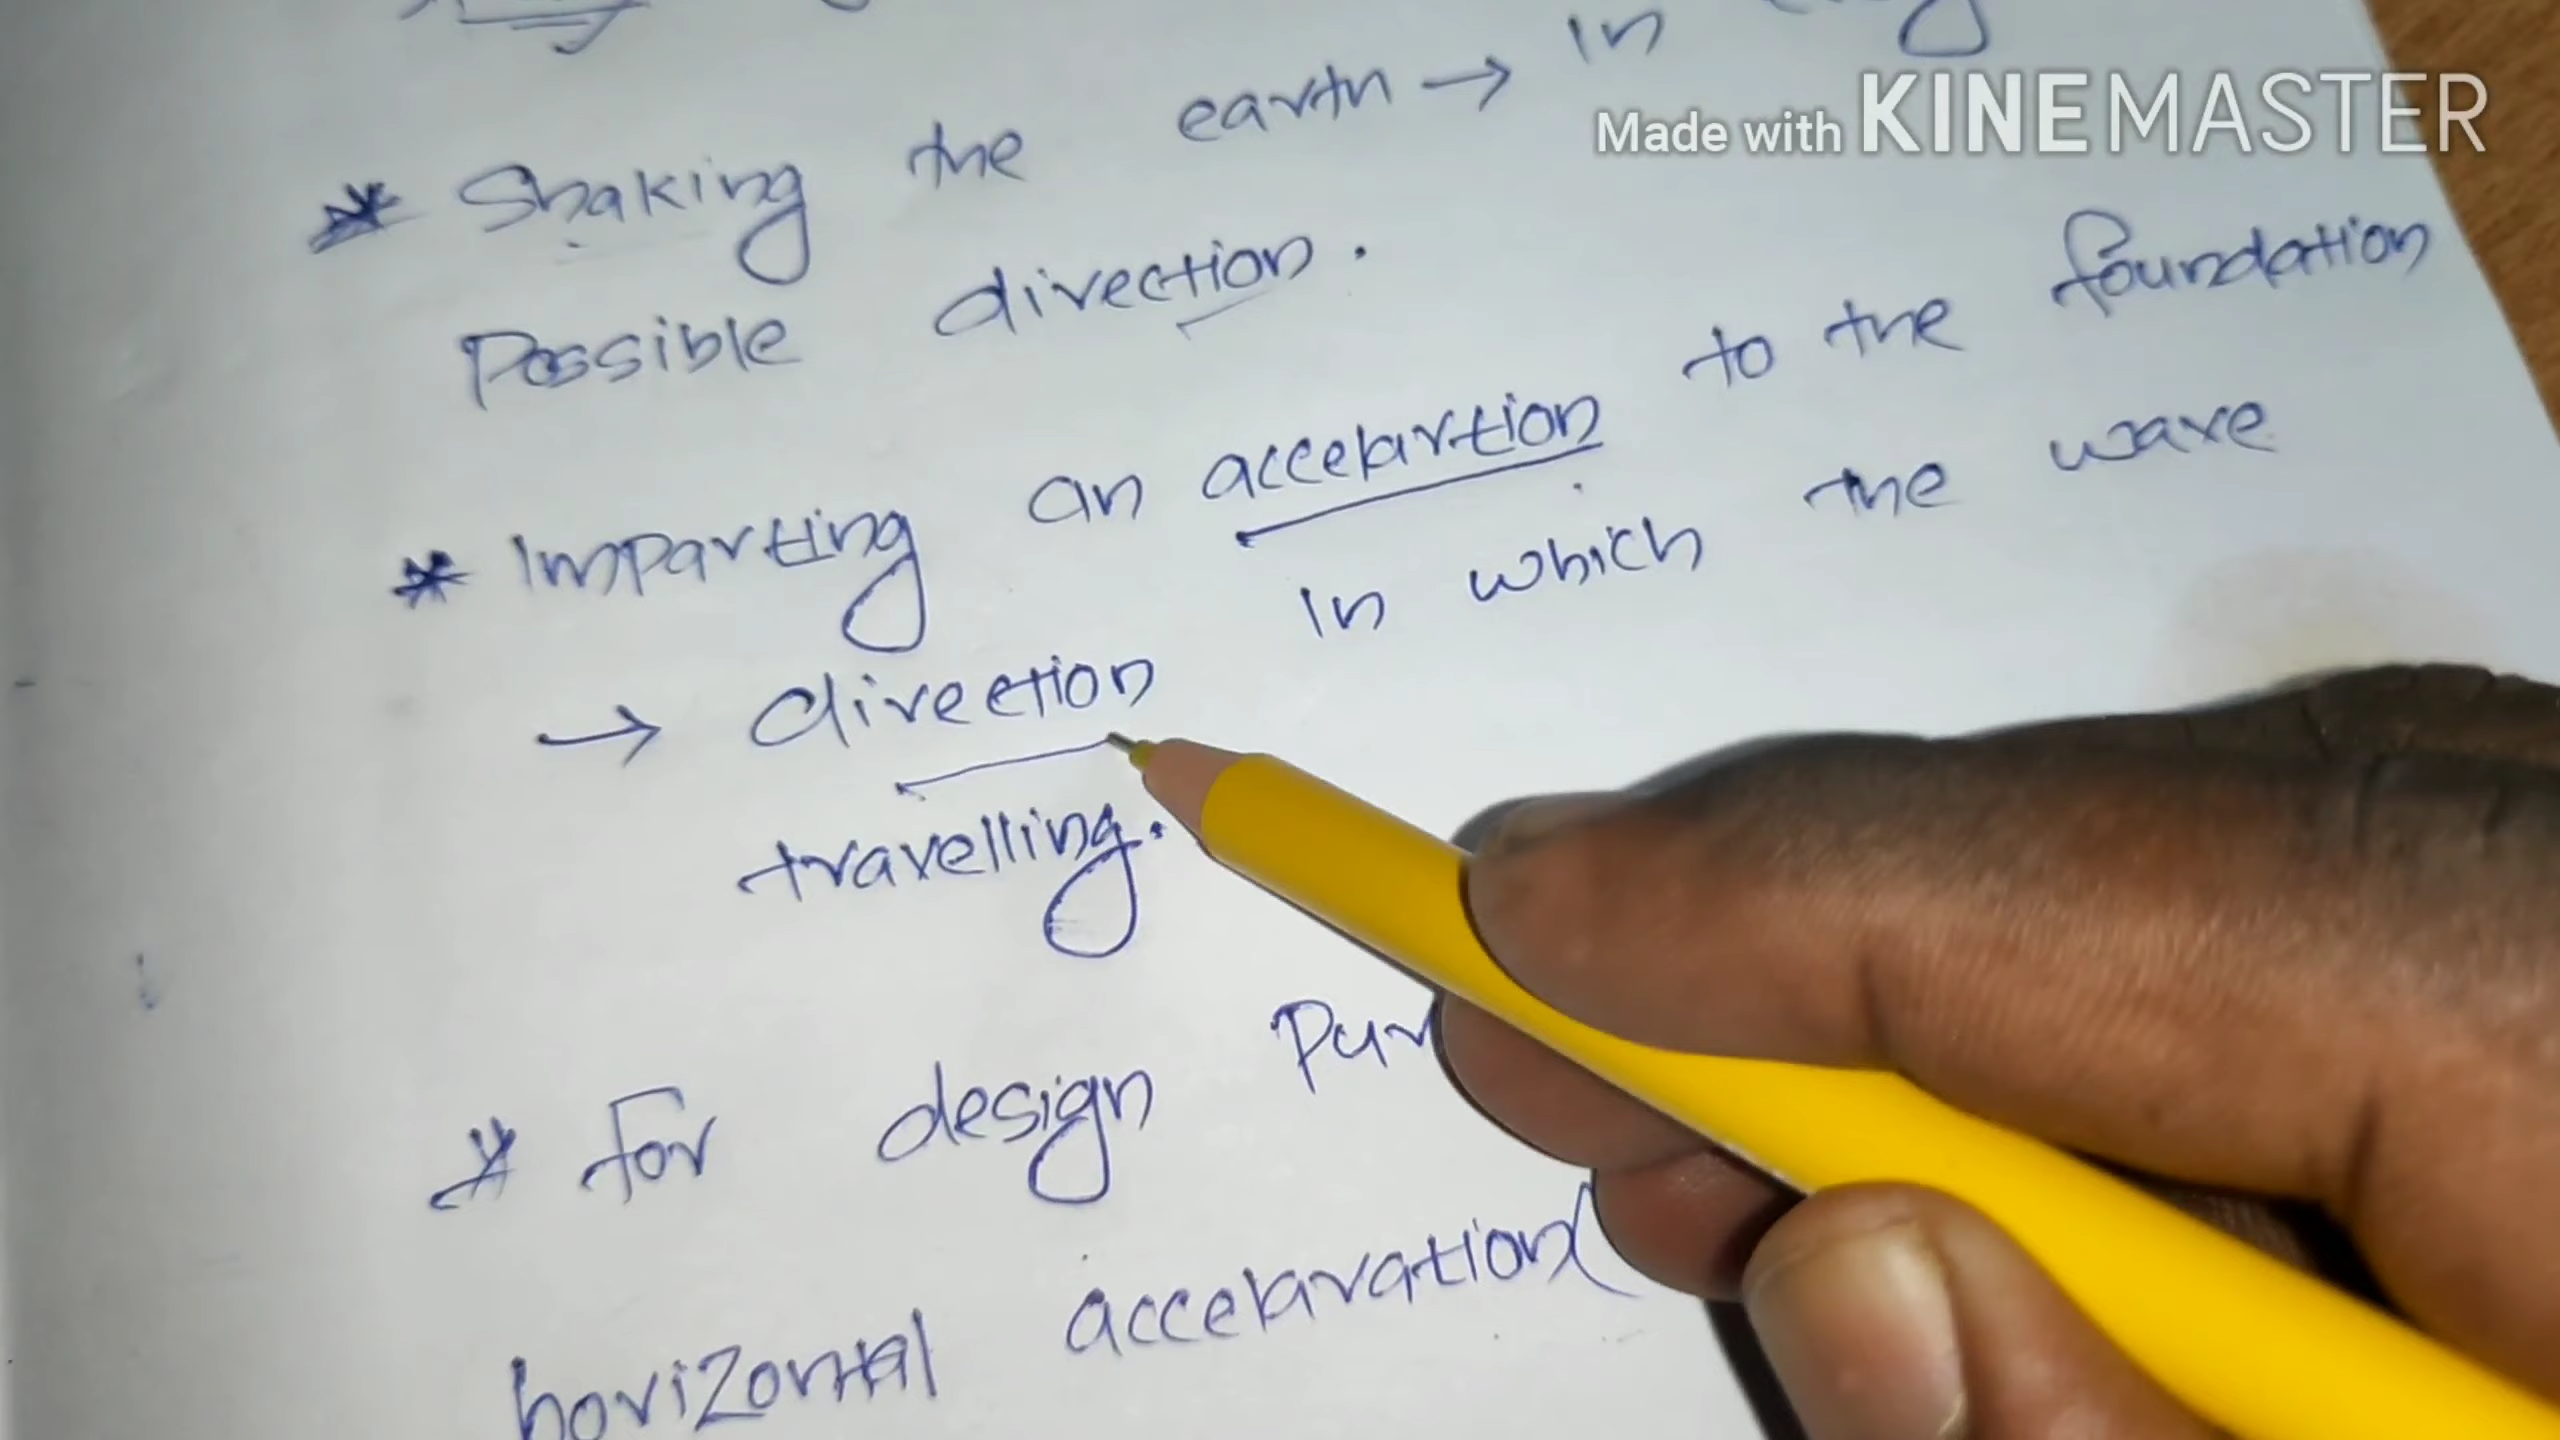 Shaking the earth → In
Made with KINEMASTER
Possible direction.
* Imparting an accelartion to the foundation
→ direction In which the wave
travelling.
* For design Pur
horizontal accelaration(